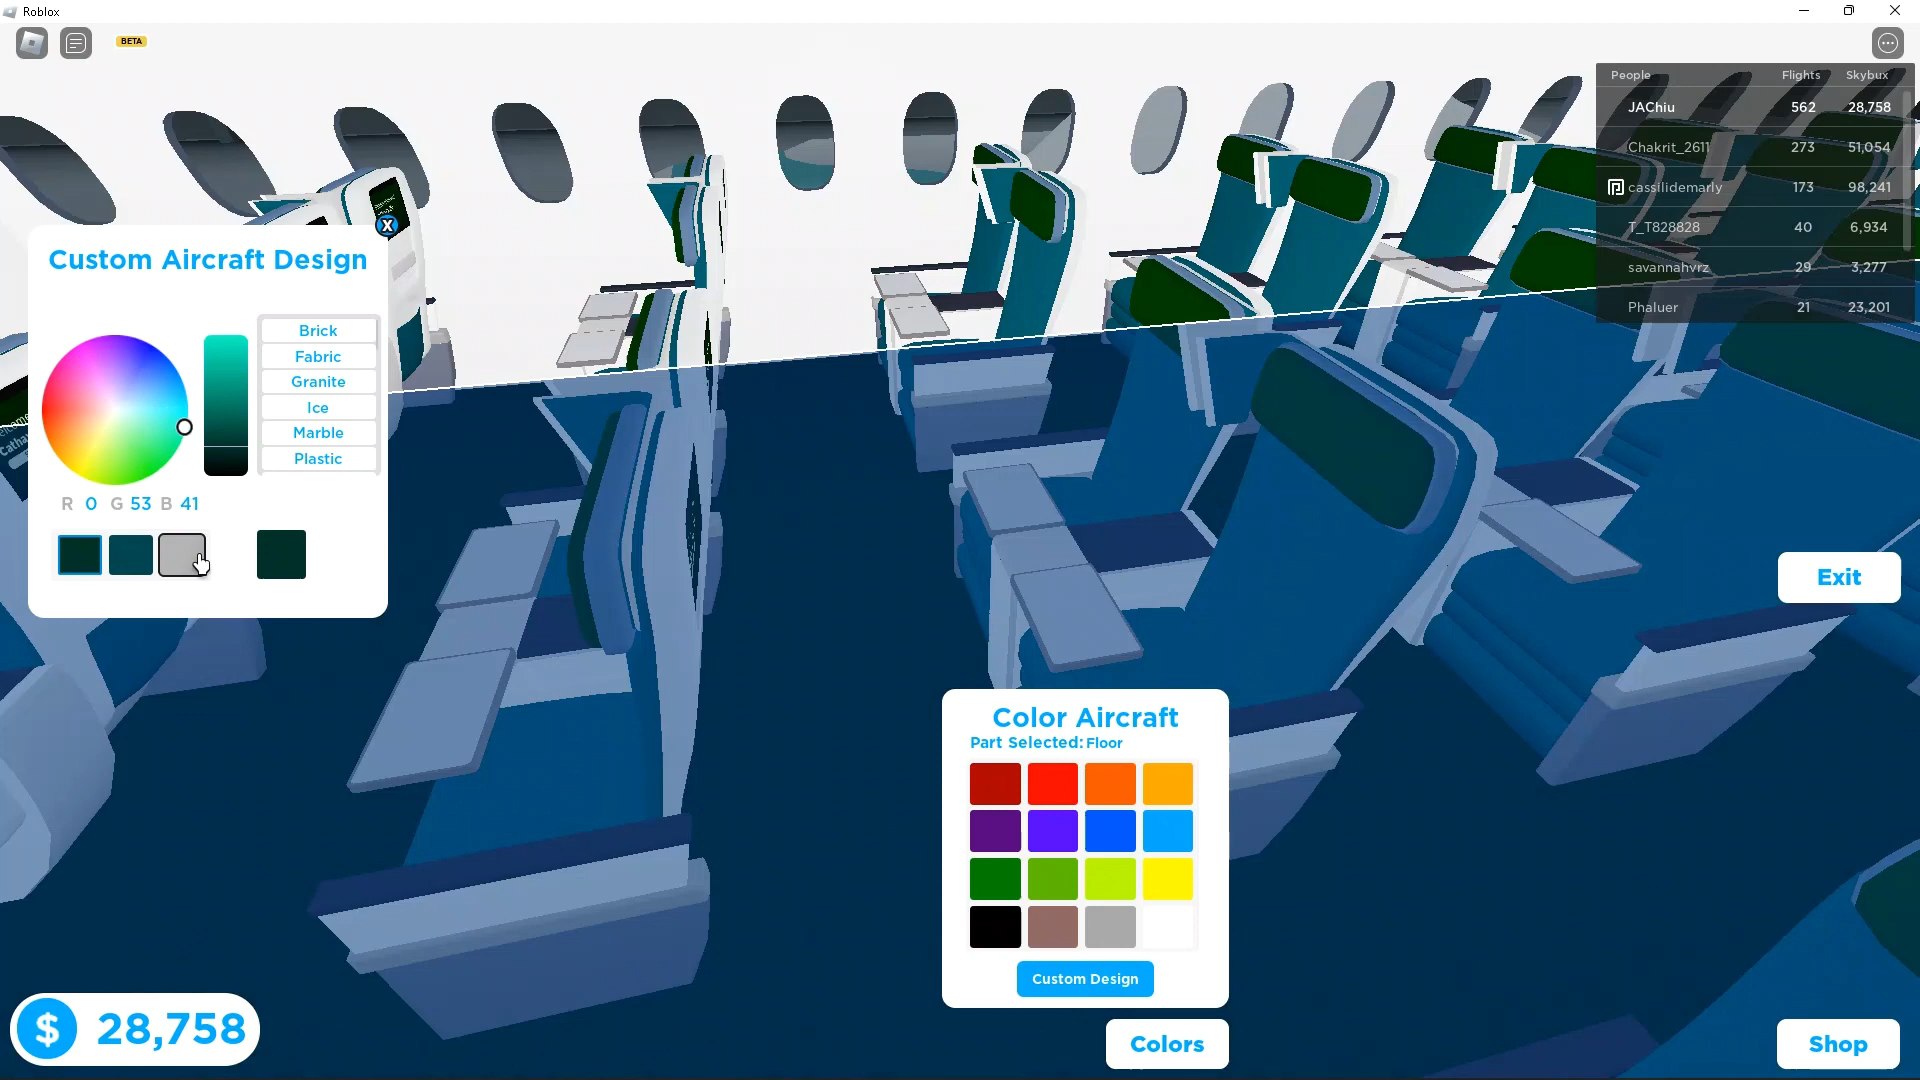 Roblox
BETA
People Flights Skybux
JAChiu 562 28,758
Chakrit_2611 273 51,054
cassilidemarly 173 98,241
T_T828828 40 6,934
savannahvrz 29 3,277
Phaluer 21 23,201
X
Custom Aircraft Design
Brick
Fabric
Granite
Ice
Marble
Plastic
R 0 G 53 B 41
Exit
Color Aircraft
Part Selected: Floor
Custom Design
$ 28,758
Colors
Shop